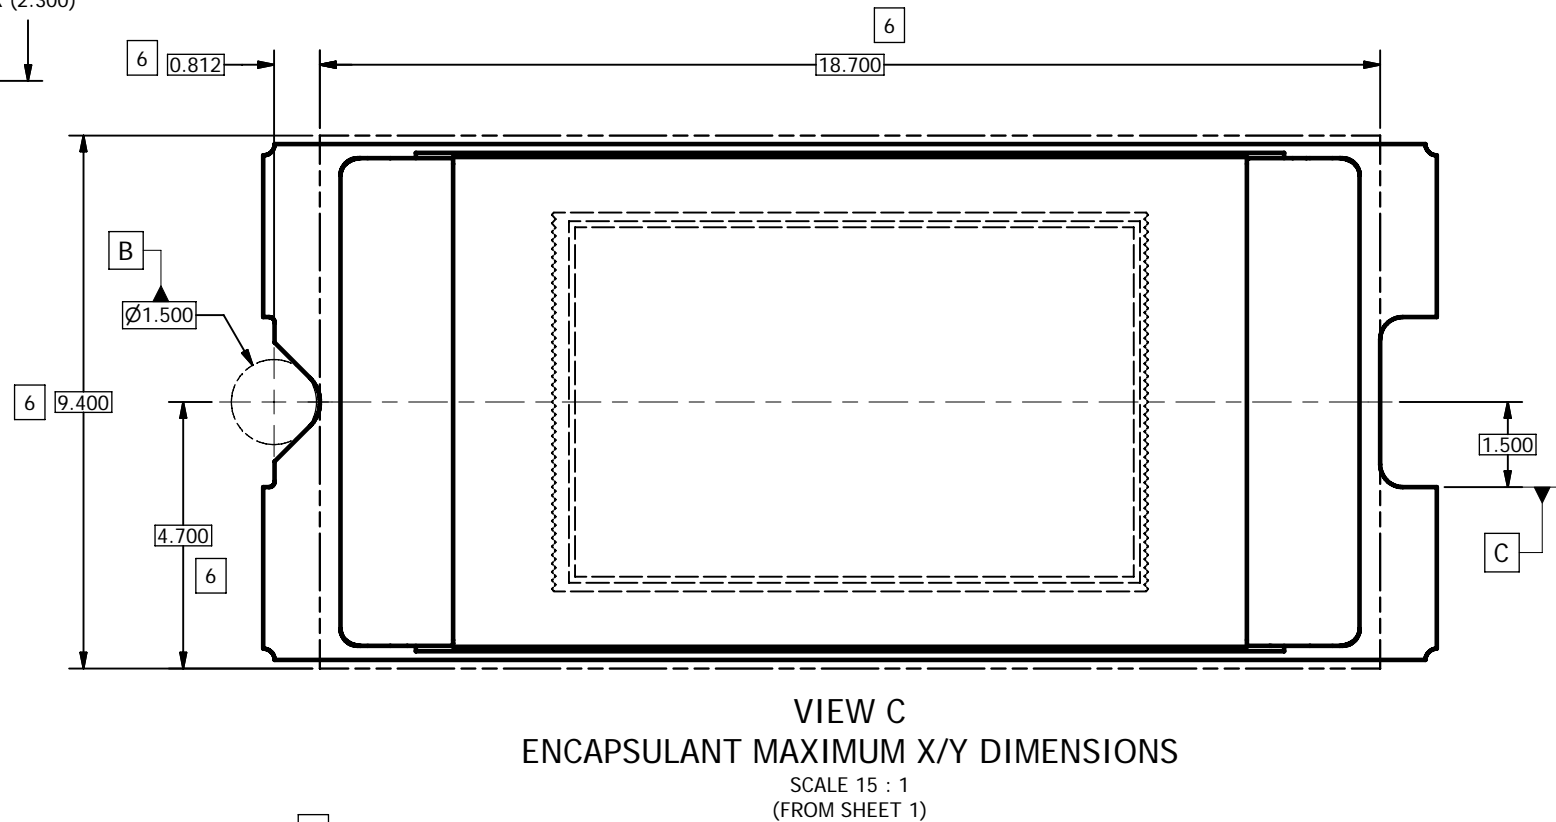 (2.300)
6
6
0.812
18.700
B
Ø1.500
6
9.400
1.500
4.700
6
C
VIEW C
ENCAPSULANT MAXIMUM X/Y DIMENSIONS
SCALE 15 : 1
(FROM SHEET 1)